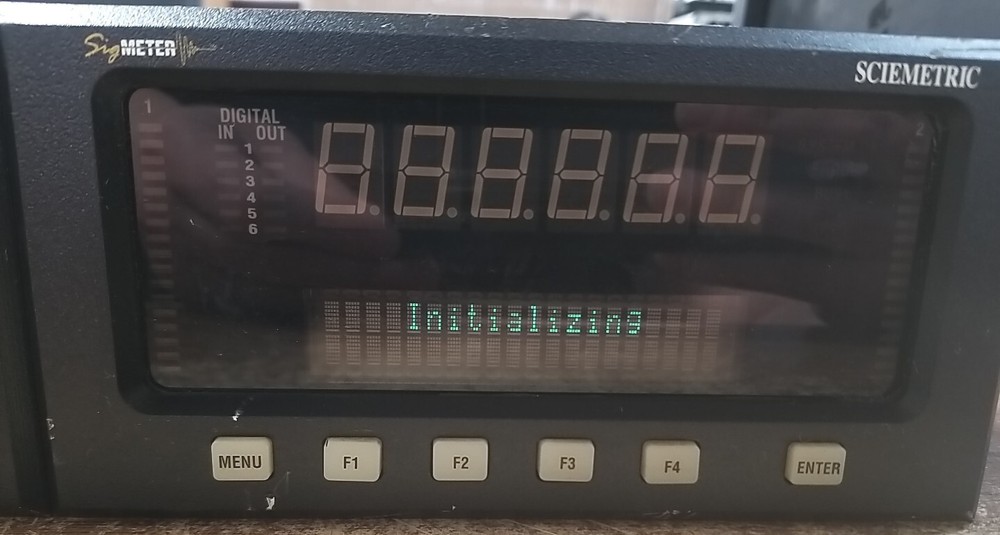 SigMETER
SCIEMETRIC
1
2
DIGITAL
IN OUT
1
2
3
4
5
6
Initializing
MENU F1 F2 F3 F4 ENTER